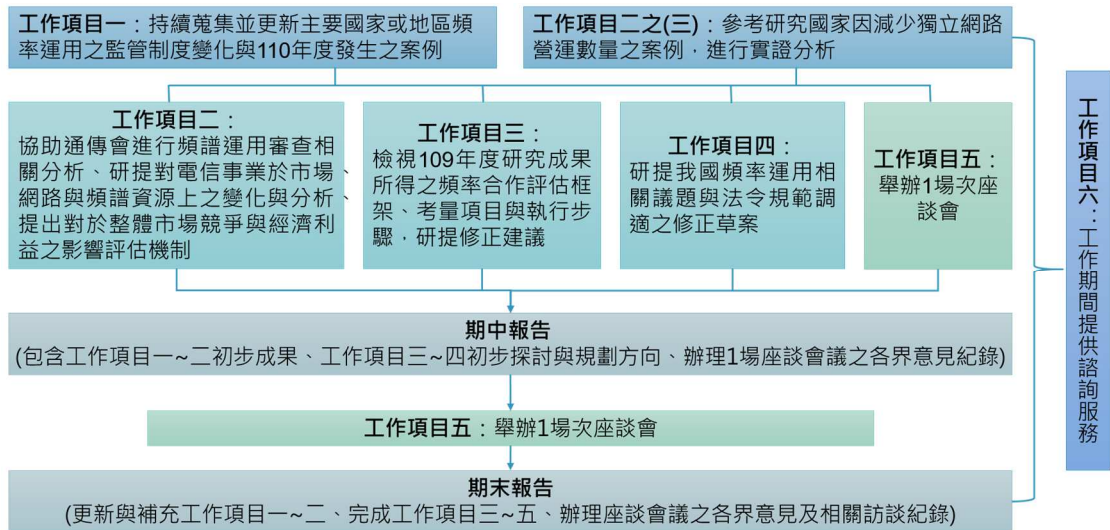 工作項目一：持續蒐集並更新主要國家或地區頻
率運用之監管制度變化與110年度發生之案例
工作項目二之(三)：參考研究國家因減少獨立網路
營運數量之案例，進行實證分析
工作項目二：
協助通傳會進行頻譜運用審查相
關分析、研提對電信事業於市場、
網路與頻譜資源上之變化與分析、
提出對於整體市場競爭與經濟利
益之影響評估機制
工作項目三：
檢視109年度研究成果
所得之頻率合作評估框
架、考量項目與執行步
驟，研提修正建議
工作項目四：
研提我國頻率運用相
關議題與法令規範調
適之修正草案
工作項目五：
舉辦1場次座
談會
工作項目六：工作期間提供諮詢服務
期中報告
(包含工作項目一~二初步成果、工作項目三~四初步探討與規劃方向、辦理1場座談會議之各界意見紀錄)
工作項目五：舉辦1場次座談會
期末報告
(更新與補充工作項目一~二、完成工作項目三~五、辦理座談會議之各界意見及相關訪談紀錄)